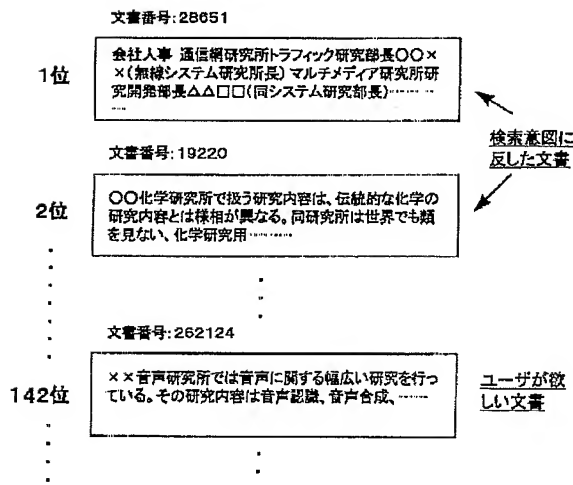 文書番号:28651
1位
会社人事 通信網研究所トラフィック研究部長〇〇×
×(無線システム研究所長) マルチメディア研究所研
究開発部長△△□□(同システム研究部長)………
……
検索意図に
反した文書
文書番号:19220
2位
〇〇化学研究所で扱う研究内容は、伝統的な化学の
研究内容とは様相が異なる。同研究所は世界でも類
を見ない、化学研究用………
文書番号:262124
142位
××音声研究所では音声に関する幅広い研究を行っ
ている。その研究内容は音声認識、音声合成、……
ユーザが欲
しい文書